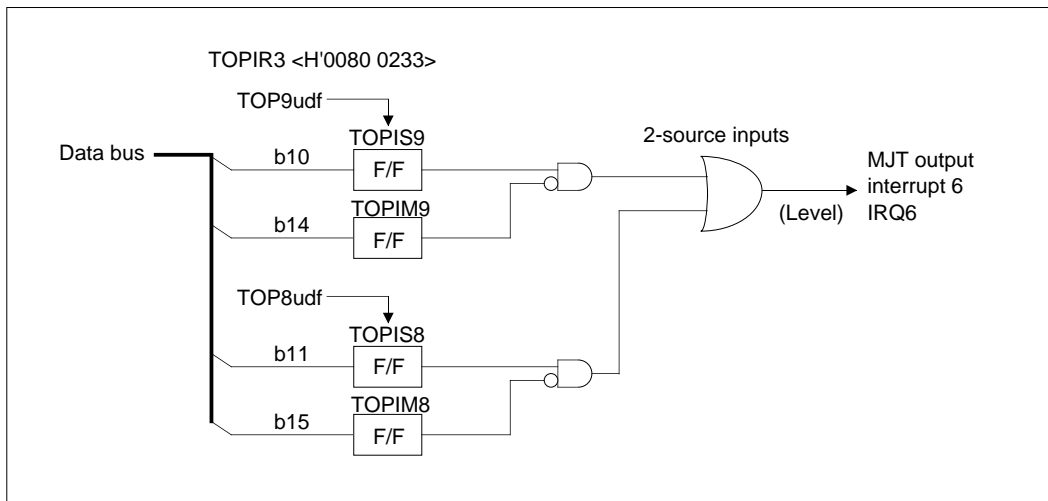 TOPIR3 <H'0080 0233>
TOP9udf
TOPIS9
Data bus
b10
F/F
2-source inputs
MJT output
interrupt 6
IRQ6
(Level)
TOPIM9
b14
F/F
TOP8udf
TOPIS8
b11
F/F
TOPIM8
b15
F/F